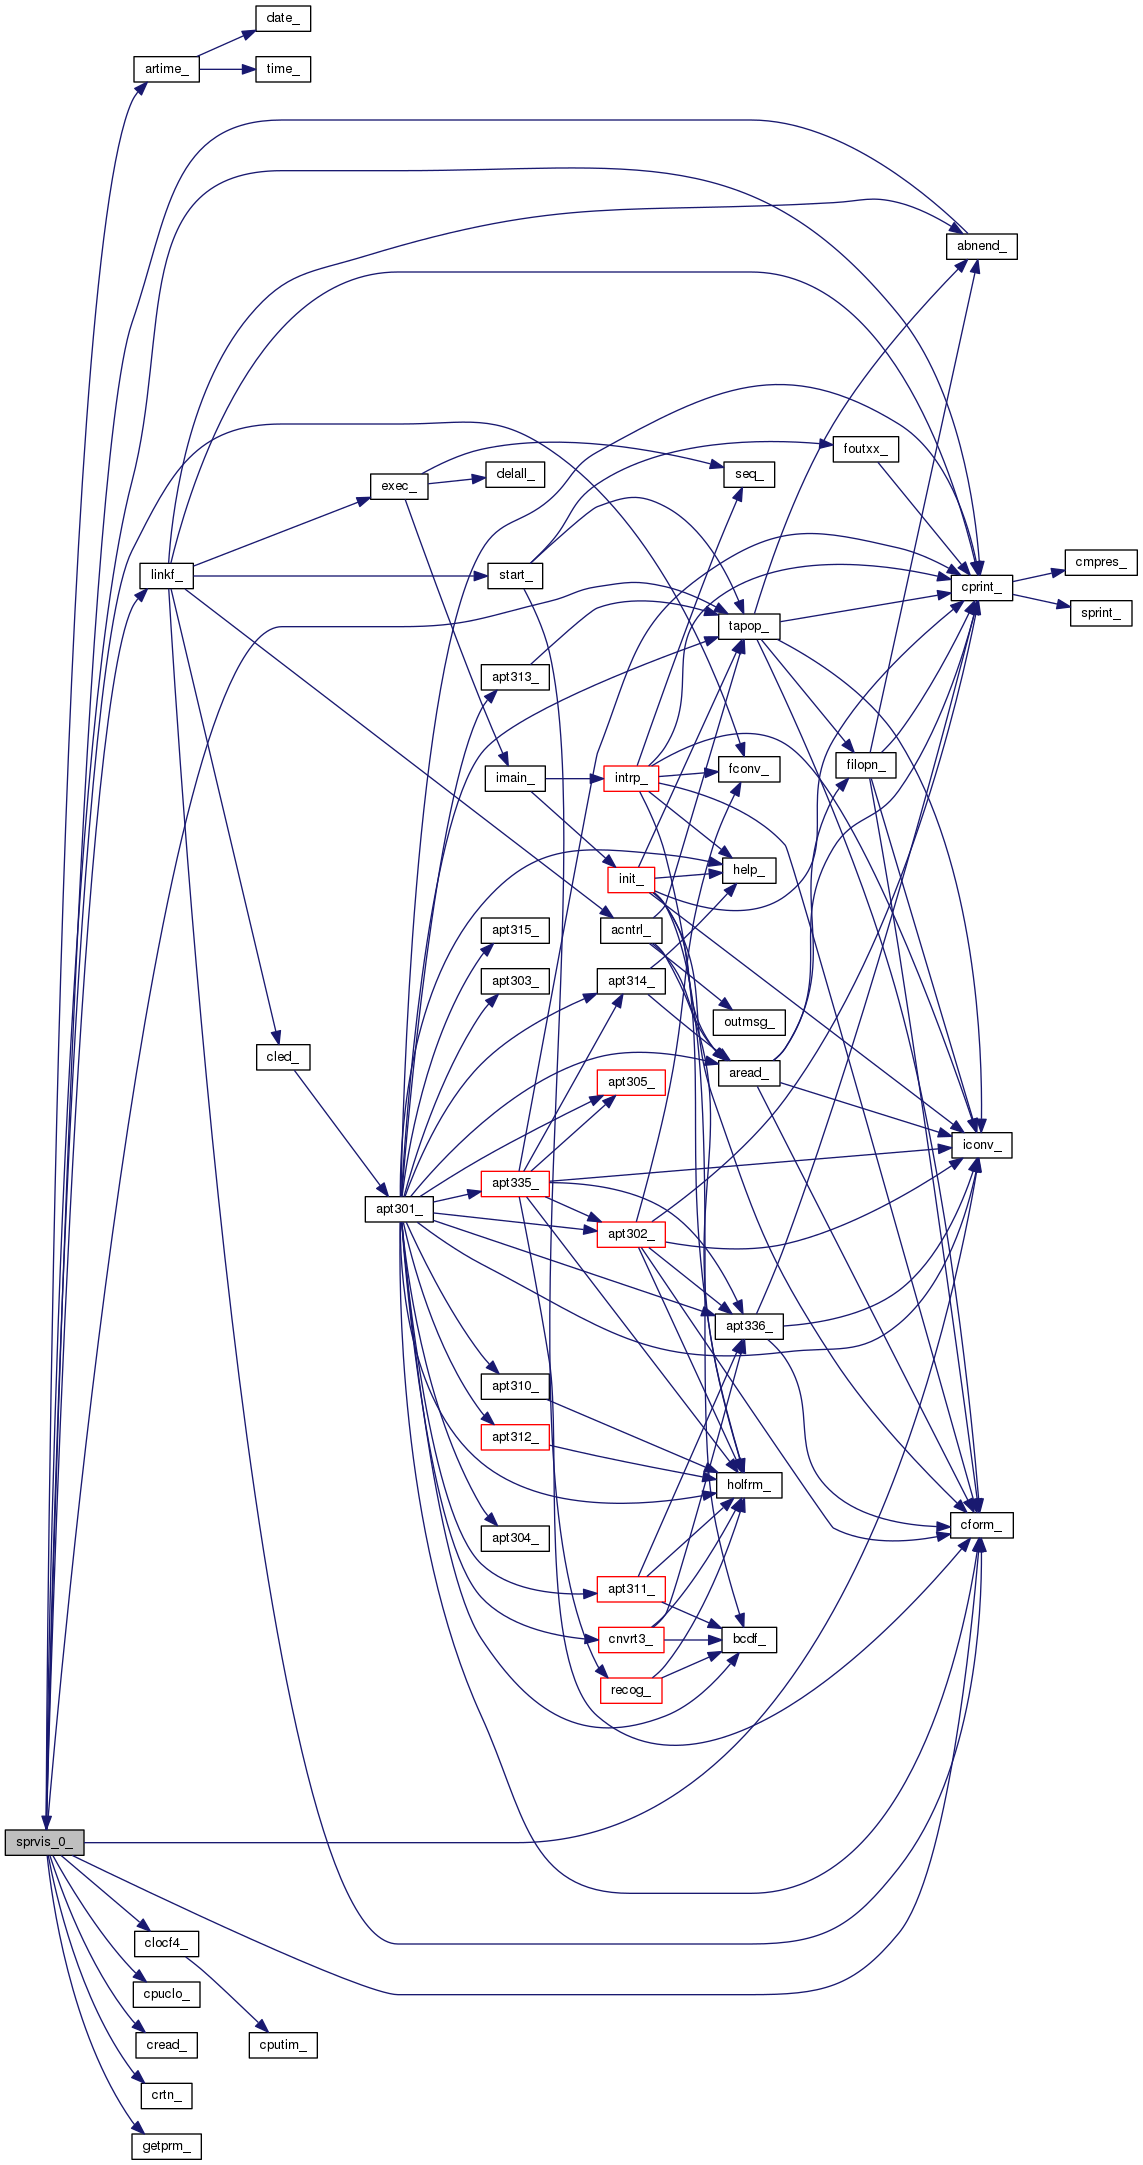 date_
artime_
time_
abnend_
foutxx_
seq_
delall_
exec_
cmpres_
linkf_
start_
cprint_
sprint_
tapop_
apt313_
filopn_
fconv_
imain_
intrp_
help_
init_
apt315_
acntrl_
apt303_
apt314_
outmsg_
cled_
aread_
apt305_
iconv_
apt335_
apt301_
apt302_
apt336_
apt310_
apt312_
holfrm_
cform_
apt304_
apt311_
cnvrt3_
bcdf_
recog_
sprvis_0_
clocf4_
cpuclo_
cread_
cputim_
crtn_
getprm_